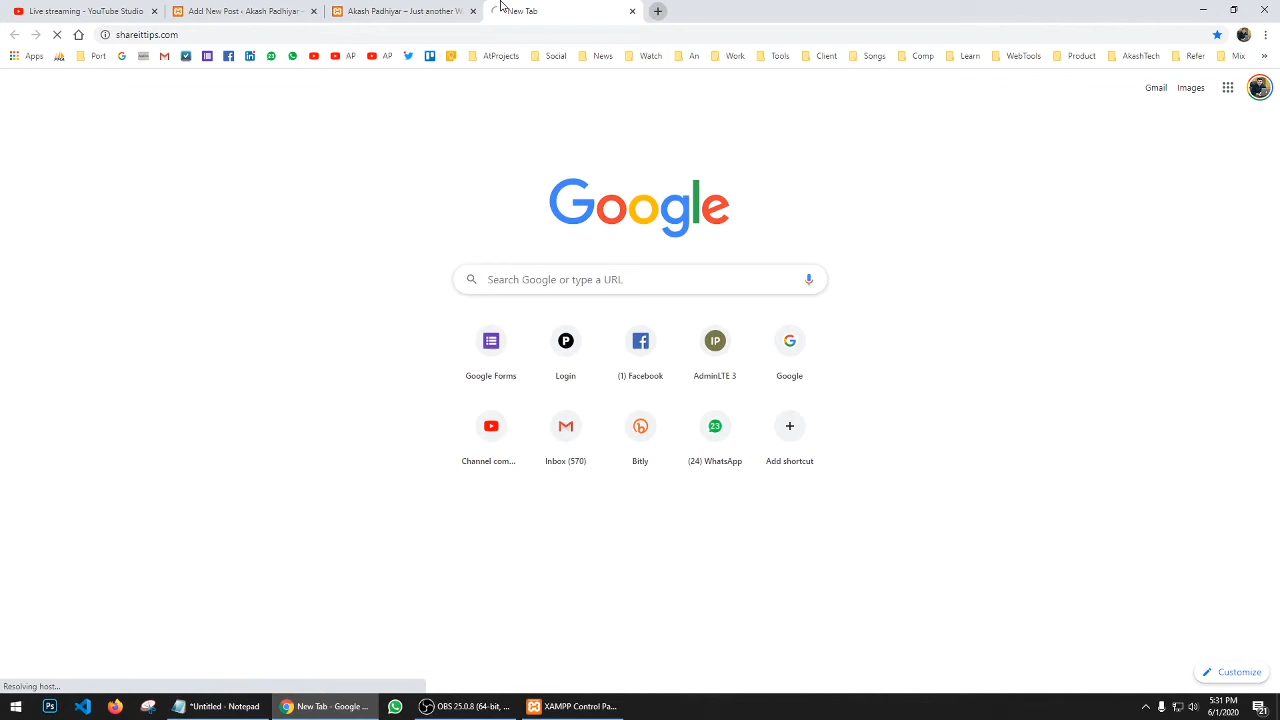 Live streaming - YouTube Studio
Add New Post ‹ Akash Padhiyar —
Akash Padhiyar – Just another W
New Tab
shareittips.com
Apps
Port
AP
AP
AtProjects
Social
News
Watch
An
Work
Tools
Client
Songs
Comp
Learn
WebTools
Product
AkashTech
Refer
Mix
Gmail
Images
Google
Search Google or type a URL
Google Forms
Login
(1) Facebook
AdminLTE 3
Google
Channel com...
Inbox (570)
Bitly
(24) WhatsApp
Add shortcut
Customize
Resolving host...
*Untitled - Notepad
New Tab - Google ...
OBS 25.0.8 (64-bit, ...
XAMPP Control Pa...
5:31 PM
6/1/2020